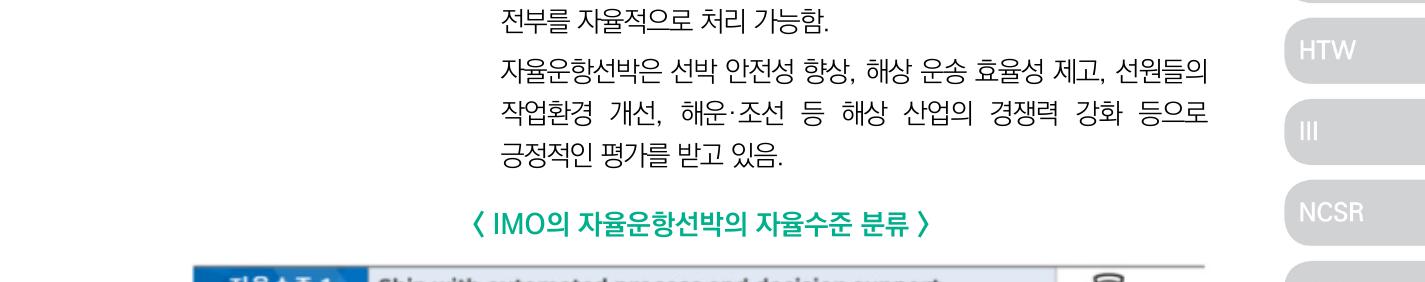 전부를 자율적으로 처리 가능함.
자율운항선박은 선박 안전성 향상, 해상 운송 효율성 제고, 선원들의
작업환경 개선, 해운·조선 등 해상 산업의 경쟁력 강화 등으로
긍정적인 평가를 받고 있음.
〈 IMO의 자율운항선박의 자율수준 분류 〉
HTW
III
NCSR